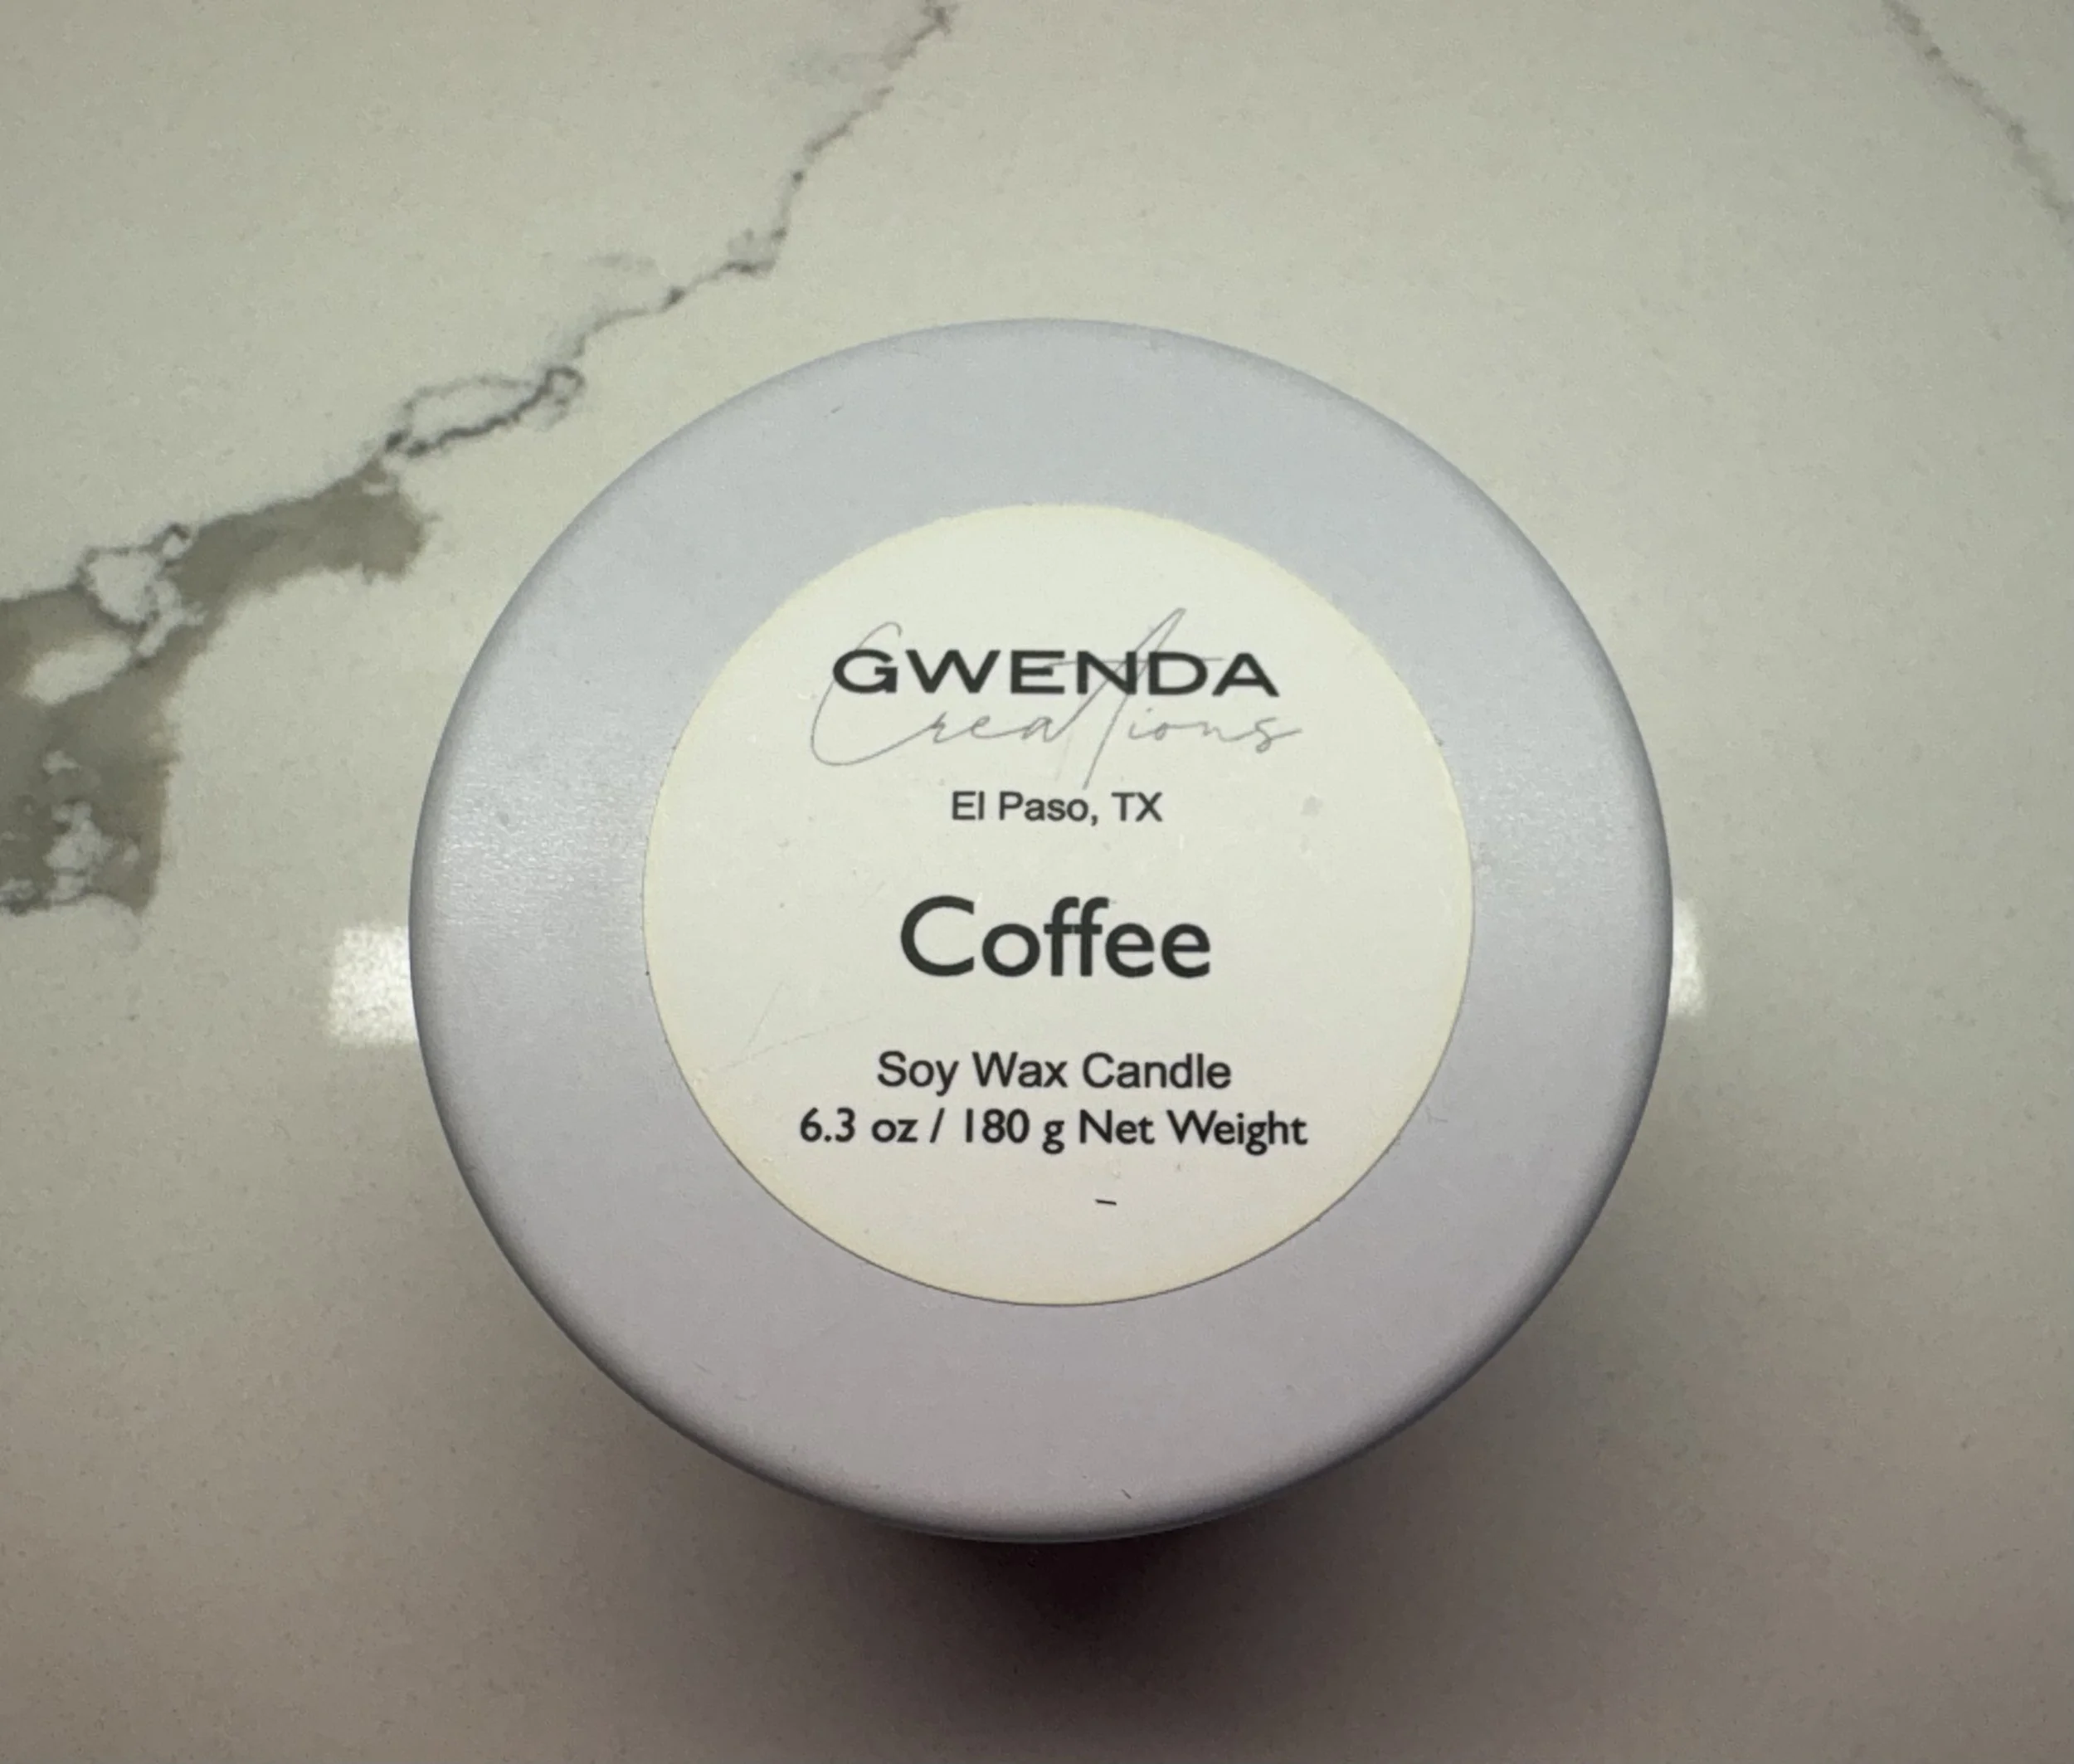 GWENDA
Creations
El Paso, TX
Coffee
Soy Wax Candle
6.3 oz / 180 g Net Weight